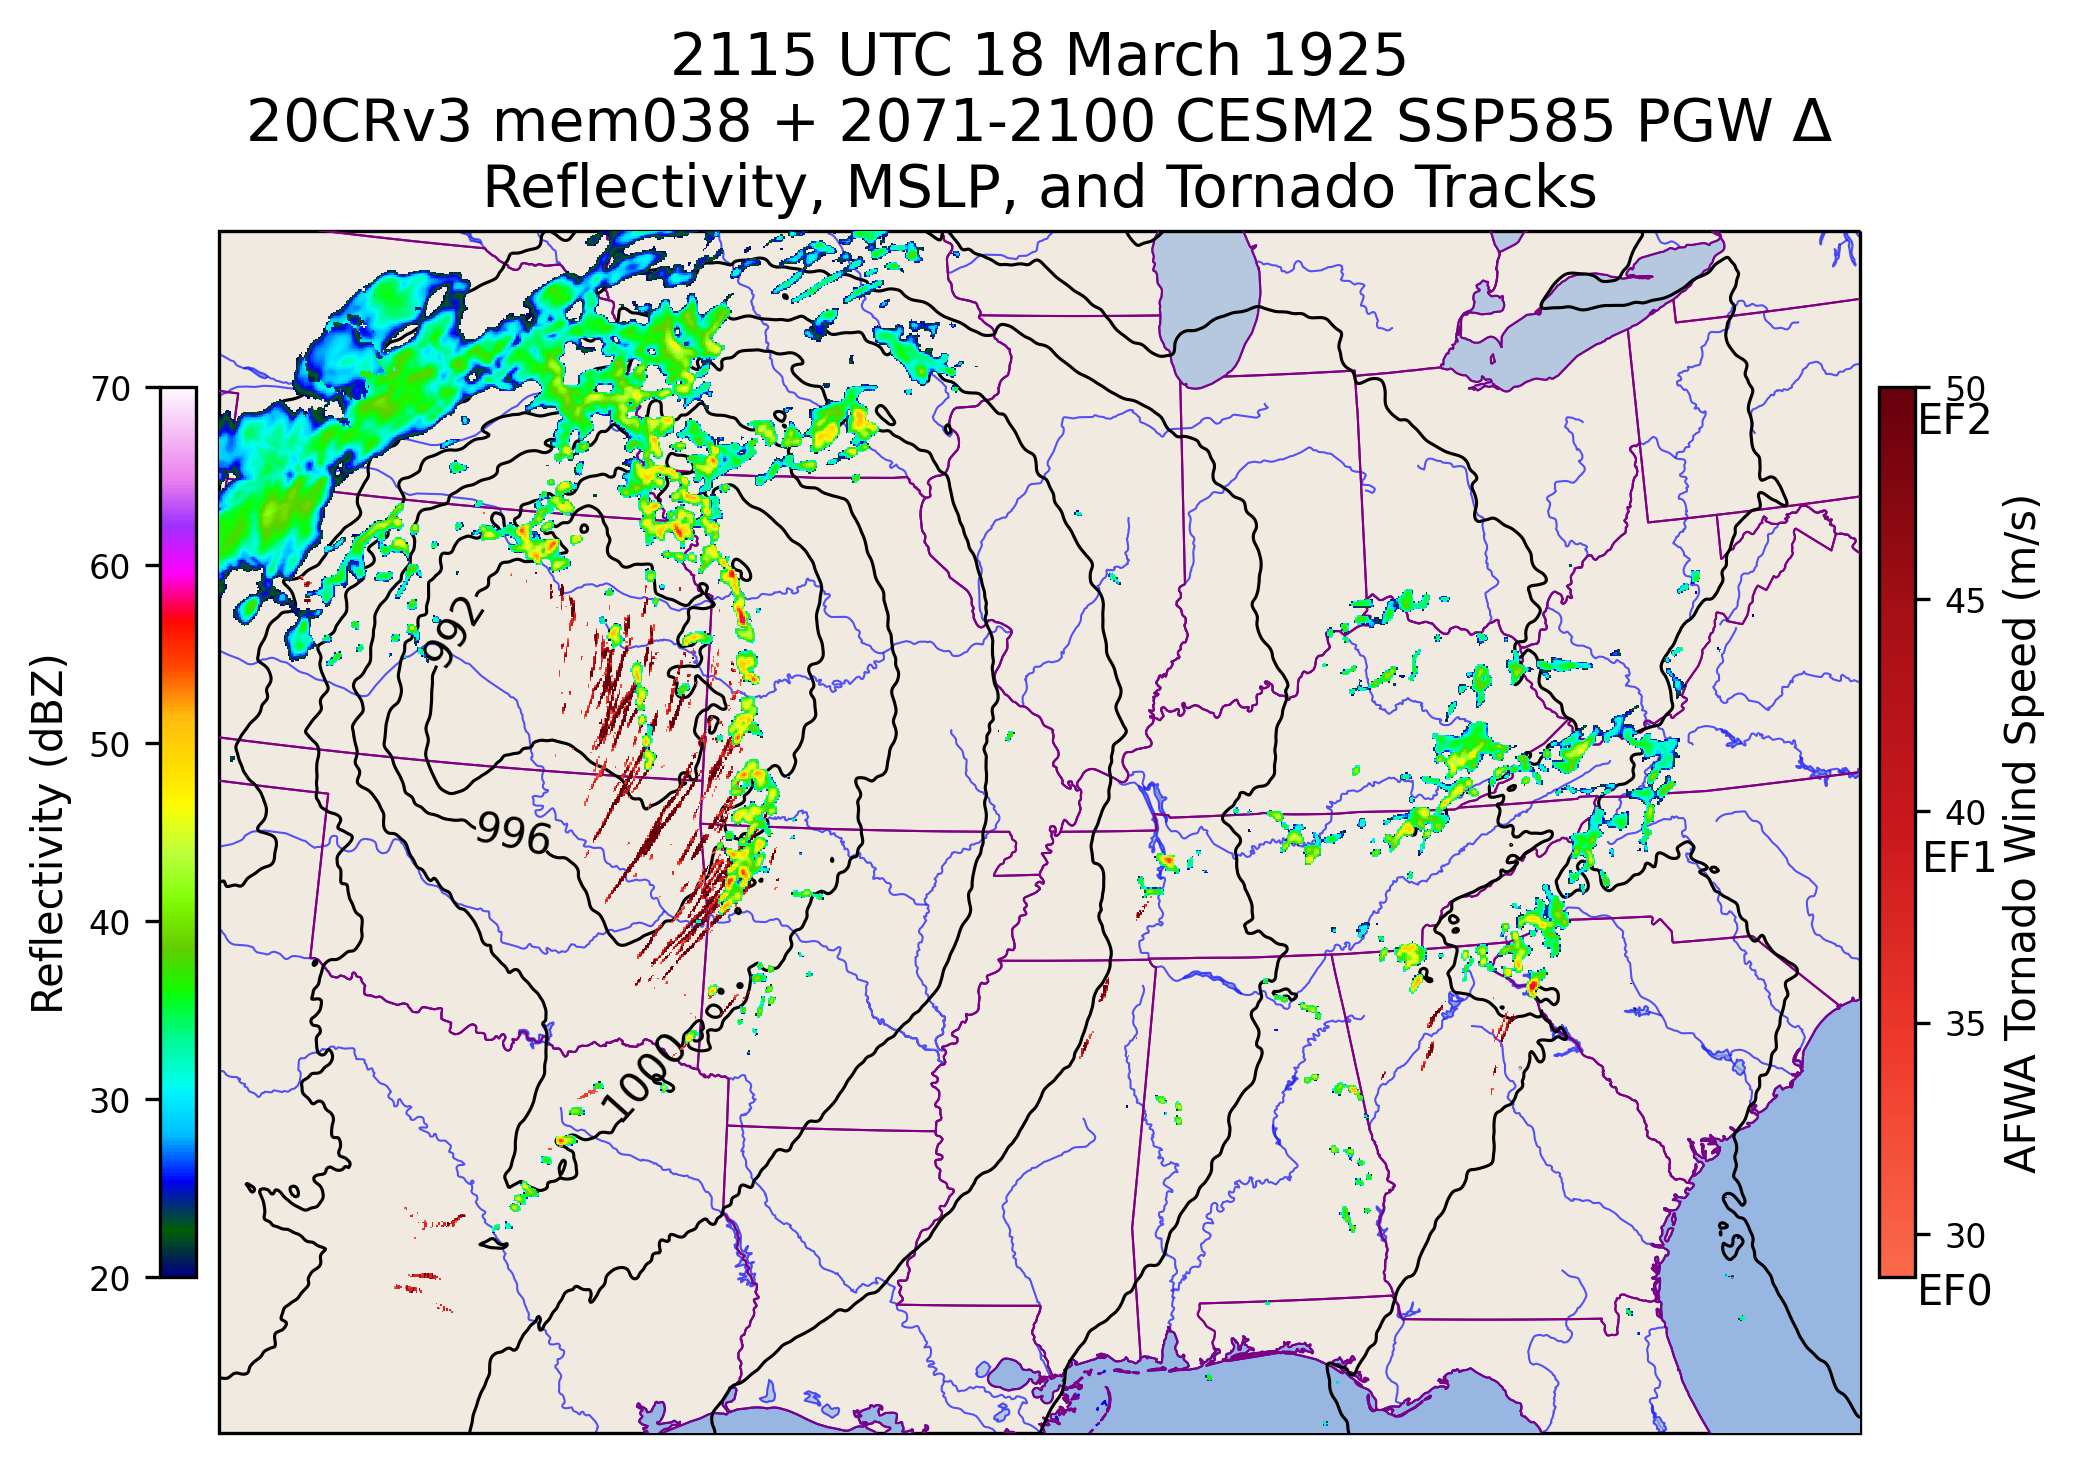 2115 UTC 18 March 1925
20CRv3 mem038 + 2071-2100 CESM2 SSP585 PGW Δ
Reflectivity, MSLP, and Tornado Tracks
Reflectivity (dBZ)
70
60
50
40
30
20
992
996
1000
50
EF2
45
40
EF1
35
30
EF0
AFWA Tornado Wind Speed (m/s)